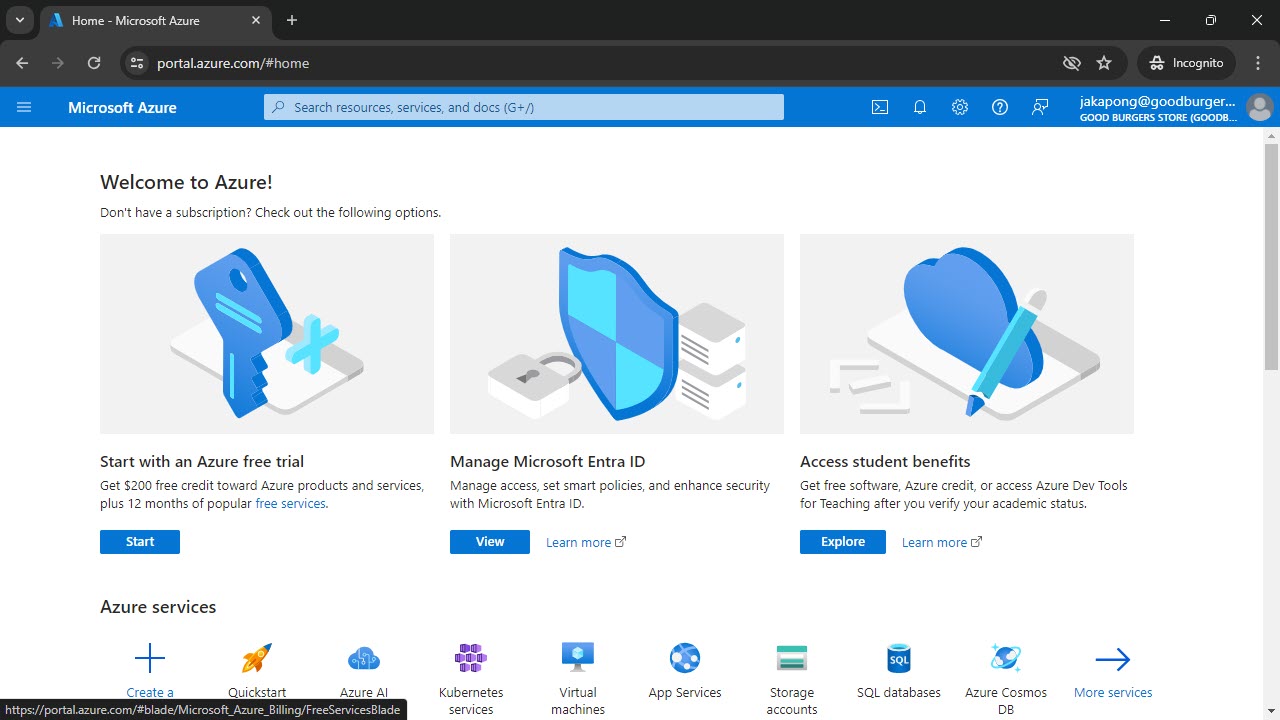 Home - Microsoft Azure
portal.azure.com/#home
Incognito
Microsoft Azure
Search resources, services, and docs (G+/)
jakapong@goodburger...
GOOD BURGERS STORE (GOODB...
Welcome to Azure!
Don't have a subscription? Check out the following options.
Start with an Azure free trial
Get $200 free credit toward Azure products and services,
plus 12 months of popular free services.
Start
Manage Microsoft Entra ID
Manage access, set smart policies, and enhance security
with Microsoft Entra ID.
View
Learn more
Access student benefits
Get free software, Azure credit, or access Azure Dev Tools
for Teaching after you verify your academic status.
Explore
Learn more
Azure services
SQL
Create a
Quickstart
Azure AI
Kubernetes
services
Virtual
machines
App Services
Storage
accounts
SQL databases
Azure Cosmos
DB
More services
https://portal.azure.com/#blade/Microsoft_Azure_Billing/FreeServicesBlade